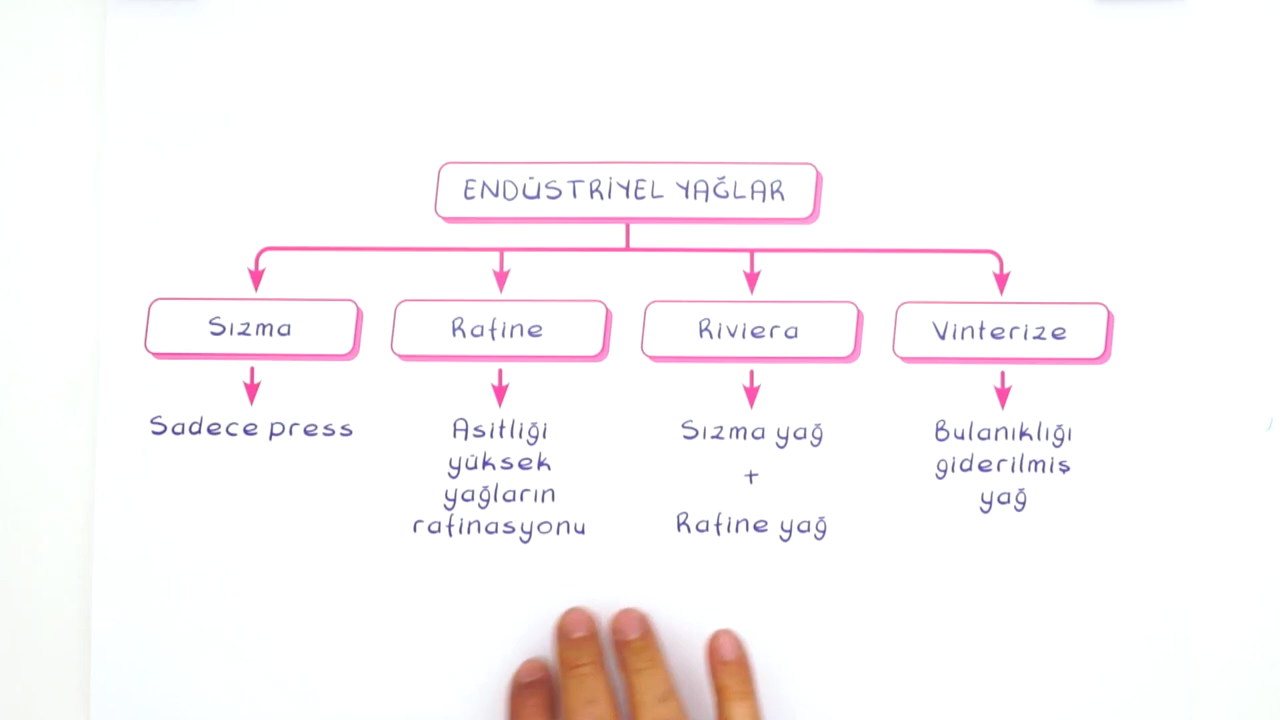 ENDÜSTRİYEL YAĞLAR
Sızma
Rafine
Riviera
Vinterize
Sadece press
Asitliği
yüksek
yağların
rafinasyonu
Sızma yağ
+
Rafine yağ
Bulanıklığı
giderilmiş
yağ